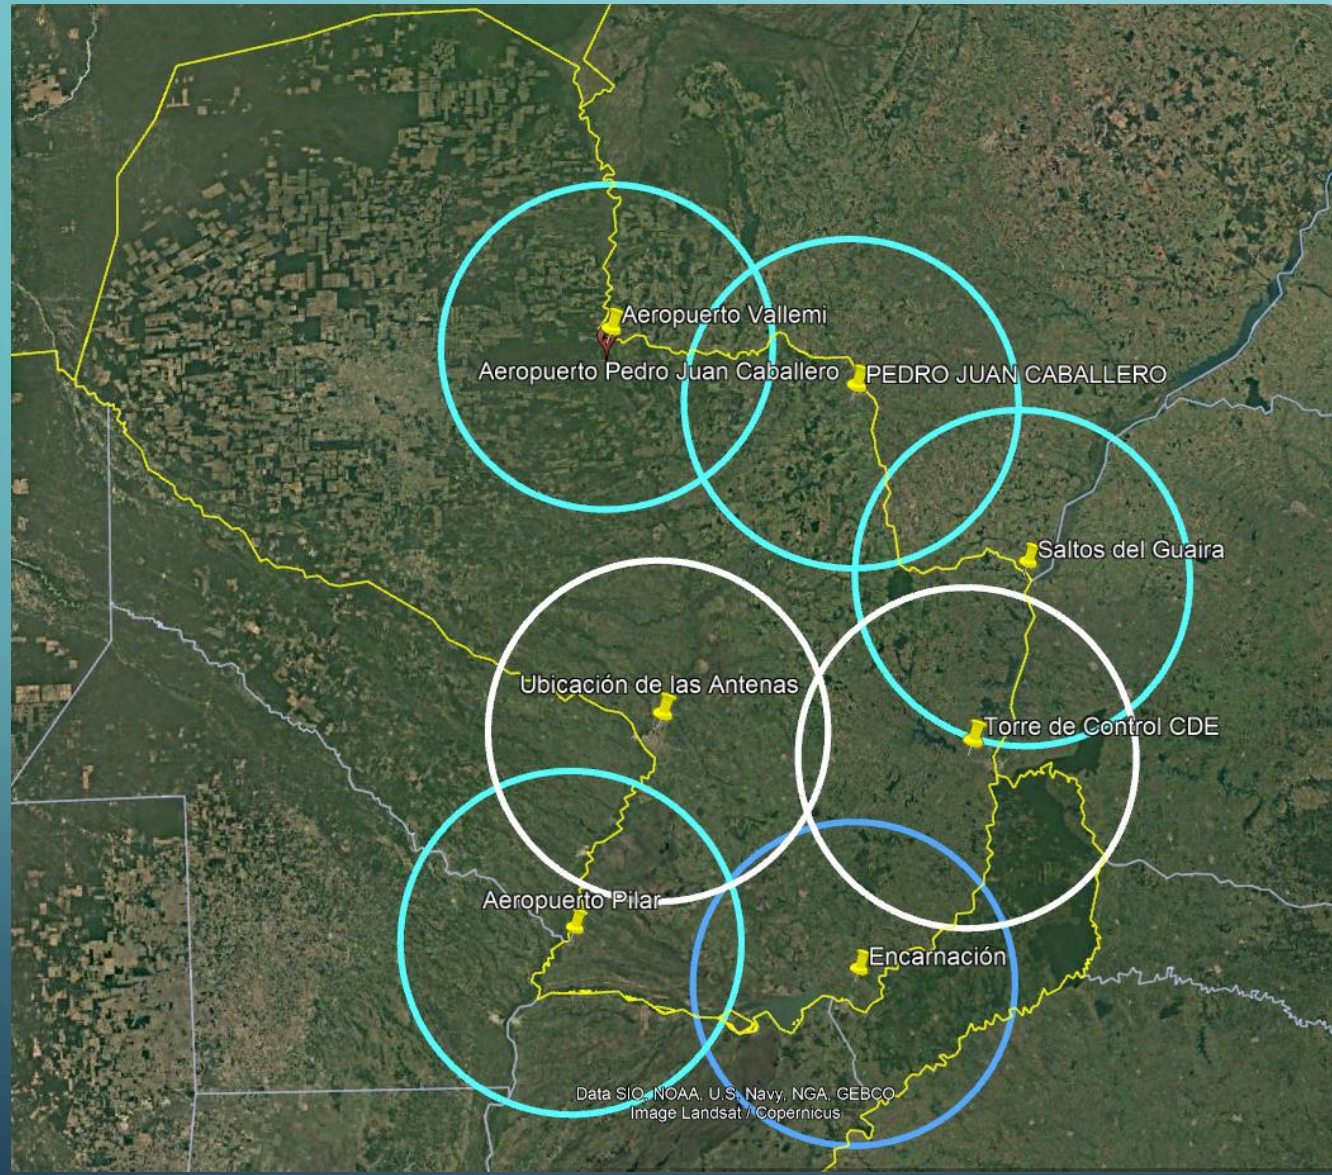 Aeropuerto Vallemi
Aeropuerto Pedro Juan Caballero
PEDRO JUAN CABALLERO
Saltos del Guaira
Ubicación de las Antenas
Torre de Control CDE
Aeropuerto Pilar
Encarnación
Data SIO, NOAA, U.S. Navy, NGA, GEBCO
Image Landsat / Copernicus